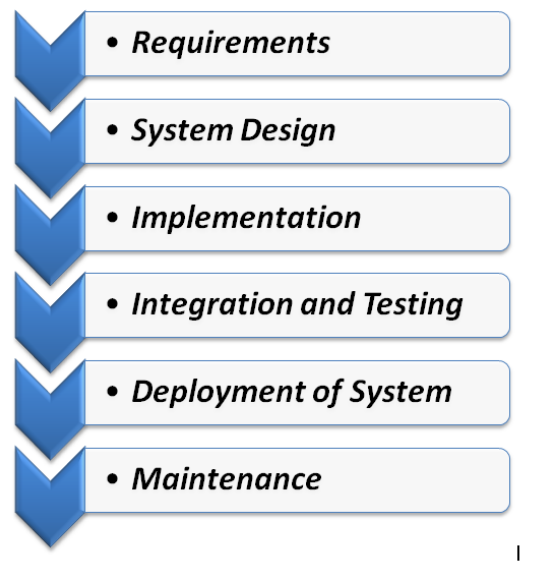 • Requirements
• System Design
• Implementation
• Integration and Testing
• Deployment of System
• Maintenance